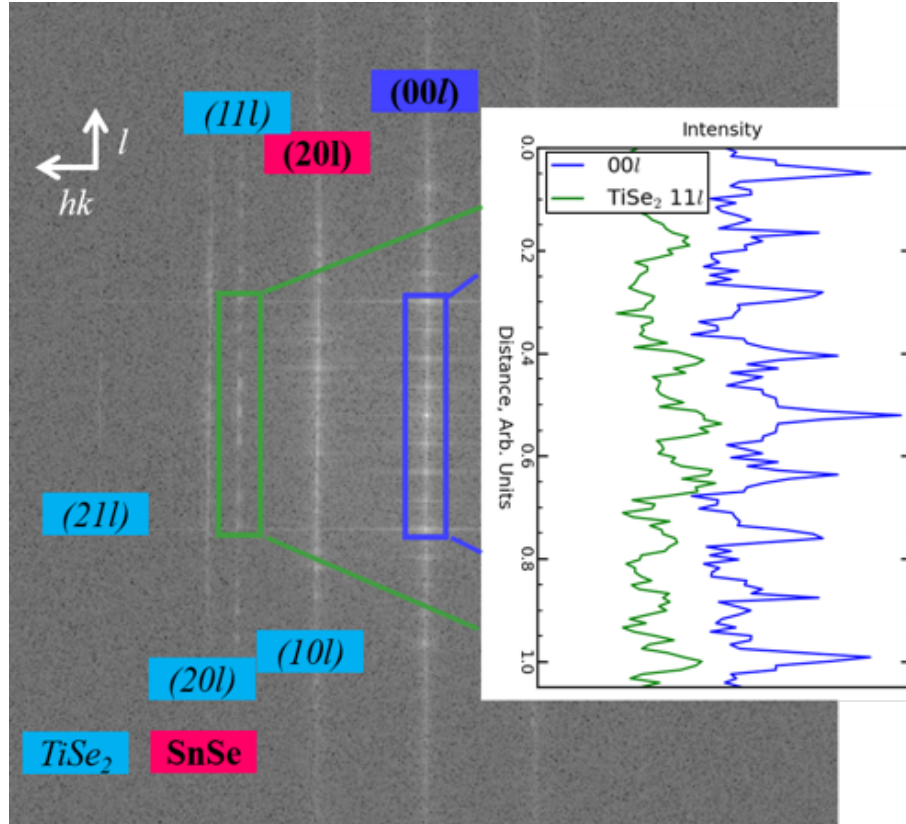 (11l)
(00l)
(20l)
l
hk
Intensity
00l
TiSe₂ 11l
0.0
0.2
0.4
0.6
0.8
1.0
Distance, Arb. Units
(21l)
(10l)
(20l)
TiSe₂
SnSe